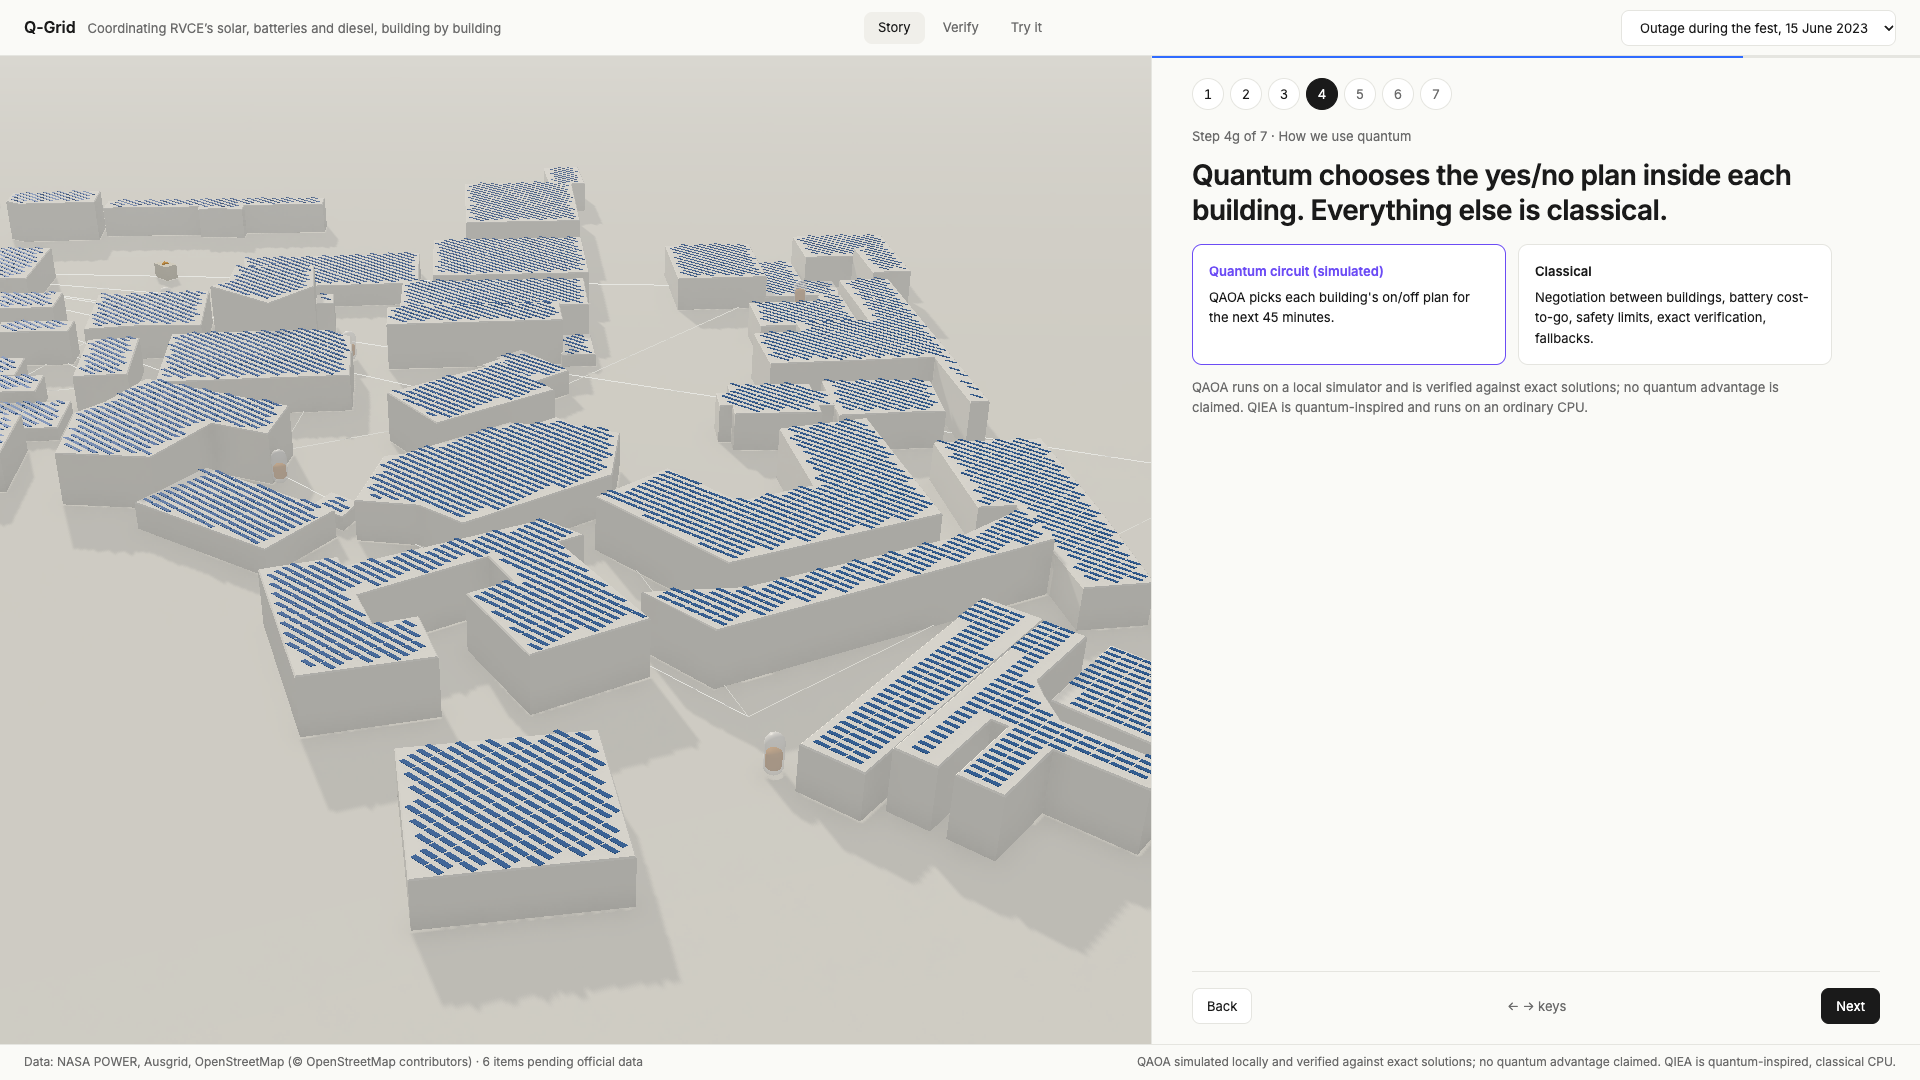 Q-Grid Coordinating RVCE's solar, batteries and diesel, building by building
Story Verify Try it
Outage during the fest, 15 June 2023
1 2 3 4 5 6 7
Step 4g of 7 · How we use quantum
Quantum chooses the yes/no plan inside each
building. Everything else is classical.
Quantum circuit (simulated)
QAOA picks each building's on/off plan for
the next 45 minutes.
Classical
Negotiation between buildings, battery cost-
to-go, safety limits, exact verification,
fallbacks.
QAOA runs on a local simulator and is verified against exact solutions; no quantum advantage is
claimed. QIEA is quantum-inspired and runs on an ordinary CPU.
Back
← → keys
Next
Data: NASA POWER, Ausgrid, OpenStreetMap (© OpenStreetMap contributors) · 6 items pending official data
QAOA simulated locally and verified against exact solutions; no quantum advantage claimed. QIEA is quantum-inspired, classical CPU.